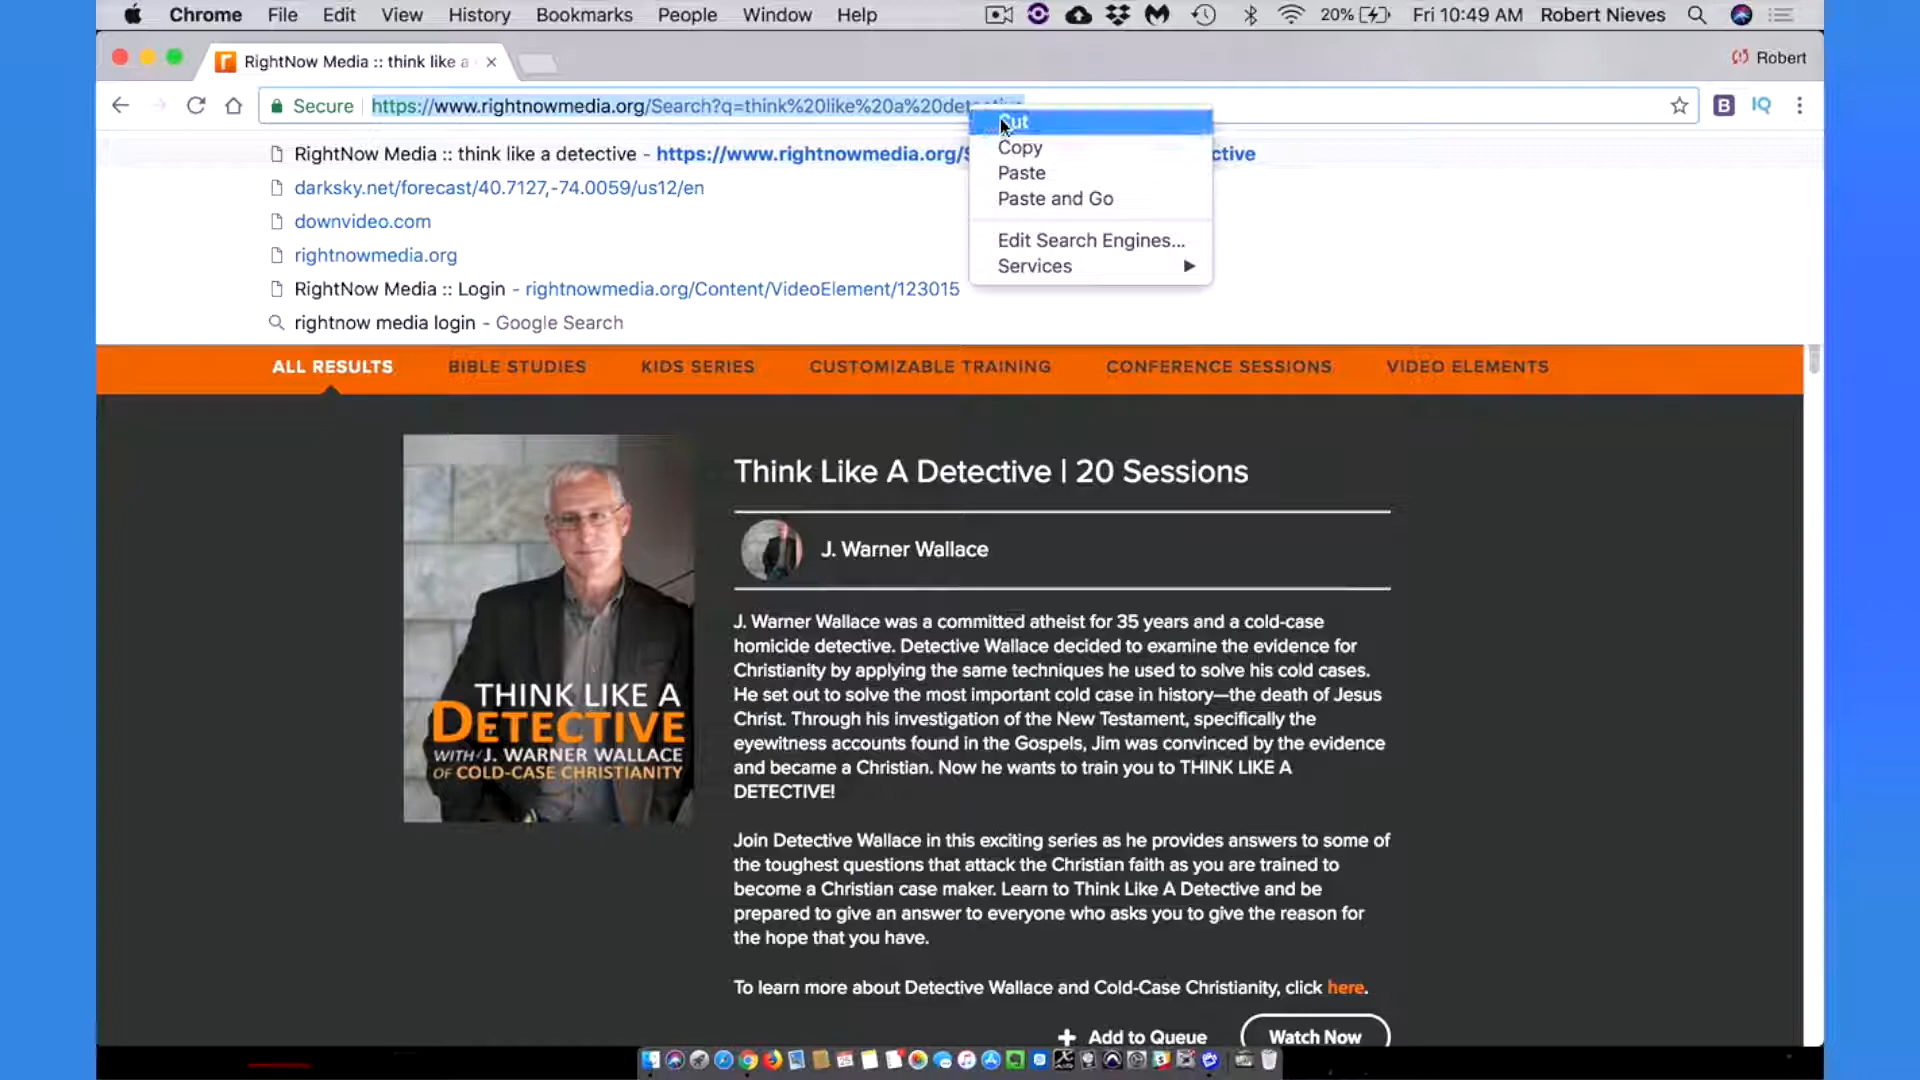 Chrome File Edit View History Bookmarks People Window Help 20% Fri 10:49 AM Robert Nieves
RightNow Media :: think like a
Robert
Secure https://www.rightnowmedia.org/Search?q=think%20like%20a%20detective
B IQ
Cut
Copy
Paste
Paste and Go
Edit Search Engines...
Services
RightNow Media :: think like a detective - https://www.rightnowmedia.org/S ctive
darksky.net/forecast/40.7127,-74.0059/us12/en
downvideo.com
rightnowmedia.org
RightNow Media :: Login - rightnowmedia.org/Content/VideoElement/123015
rightnow media login - Google Search
ALL RESULTS BIBLE STUDIES KIDS SERIES CUSTOMIZABLE TRAINING CONFERENCE SESSIONS VIDEO ELEMENTS
THINK LIKE A
DETECTIVE
WITH J. WARNER WALLACE
OF COLD-CASE CHRISTIANITY
Think Like A Detective | 20 Sessions
J. Warner Wallace
J. Warner Wallace was a committed atheist for 35 years and a cold-case
homicide detective. Detective Wallace decided to examine the evidence for
Christianity by applying the same techniques he used to solve his cold cases.
He set out to solve the most important cold case in history—the death of Jesus
Christ. Through his investigation of the New Testament, specifically the
eyewitness accounts found in the Gospels, Jim was convinced by the evidence
and became a Christian. Now he wants to train you to THINK LIKE A
DETECTIVE!
Join Detective Wallace in this exciting series as he provides answers to some of
the toughest questions that attack the Christian faith as you are trained to
become a Christian case maker. Learn to Think Like A Detective and be
prepared to give an answer to everyone who asks you to give the reason for
the hope that you have.
To learn more about Detective Wallace and Cold-Case Christianity, click here.
Add to Queue Watch Now